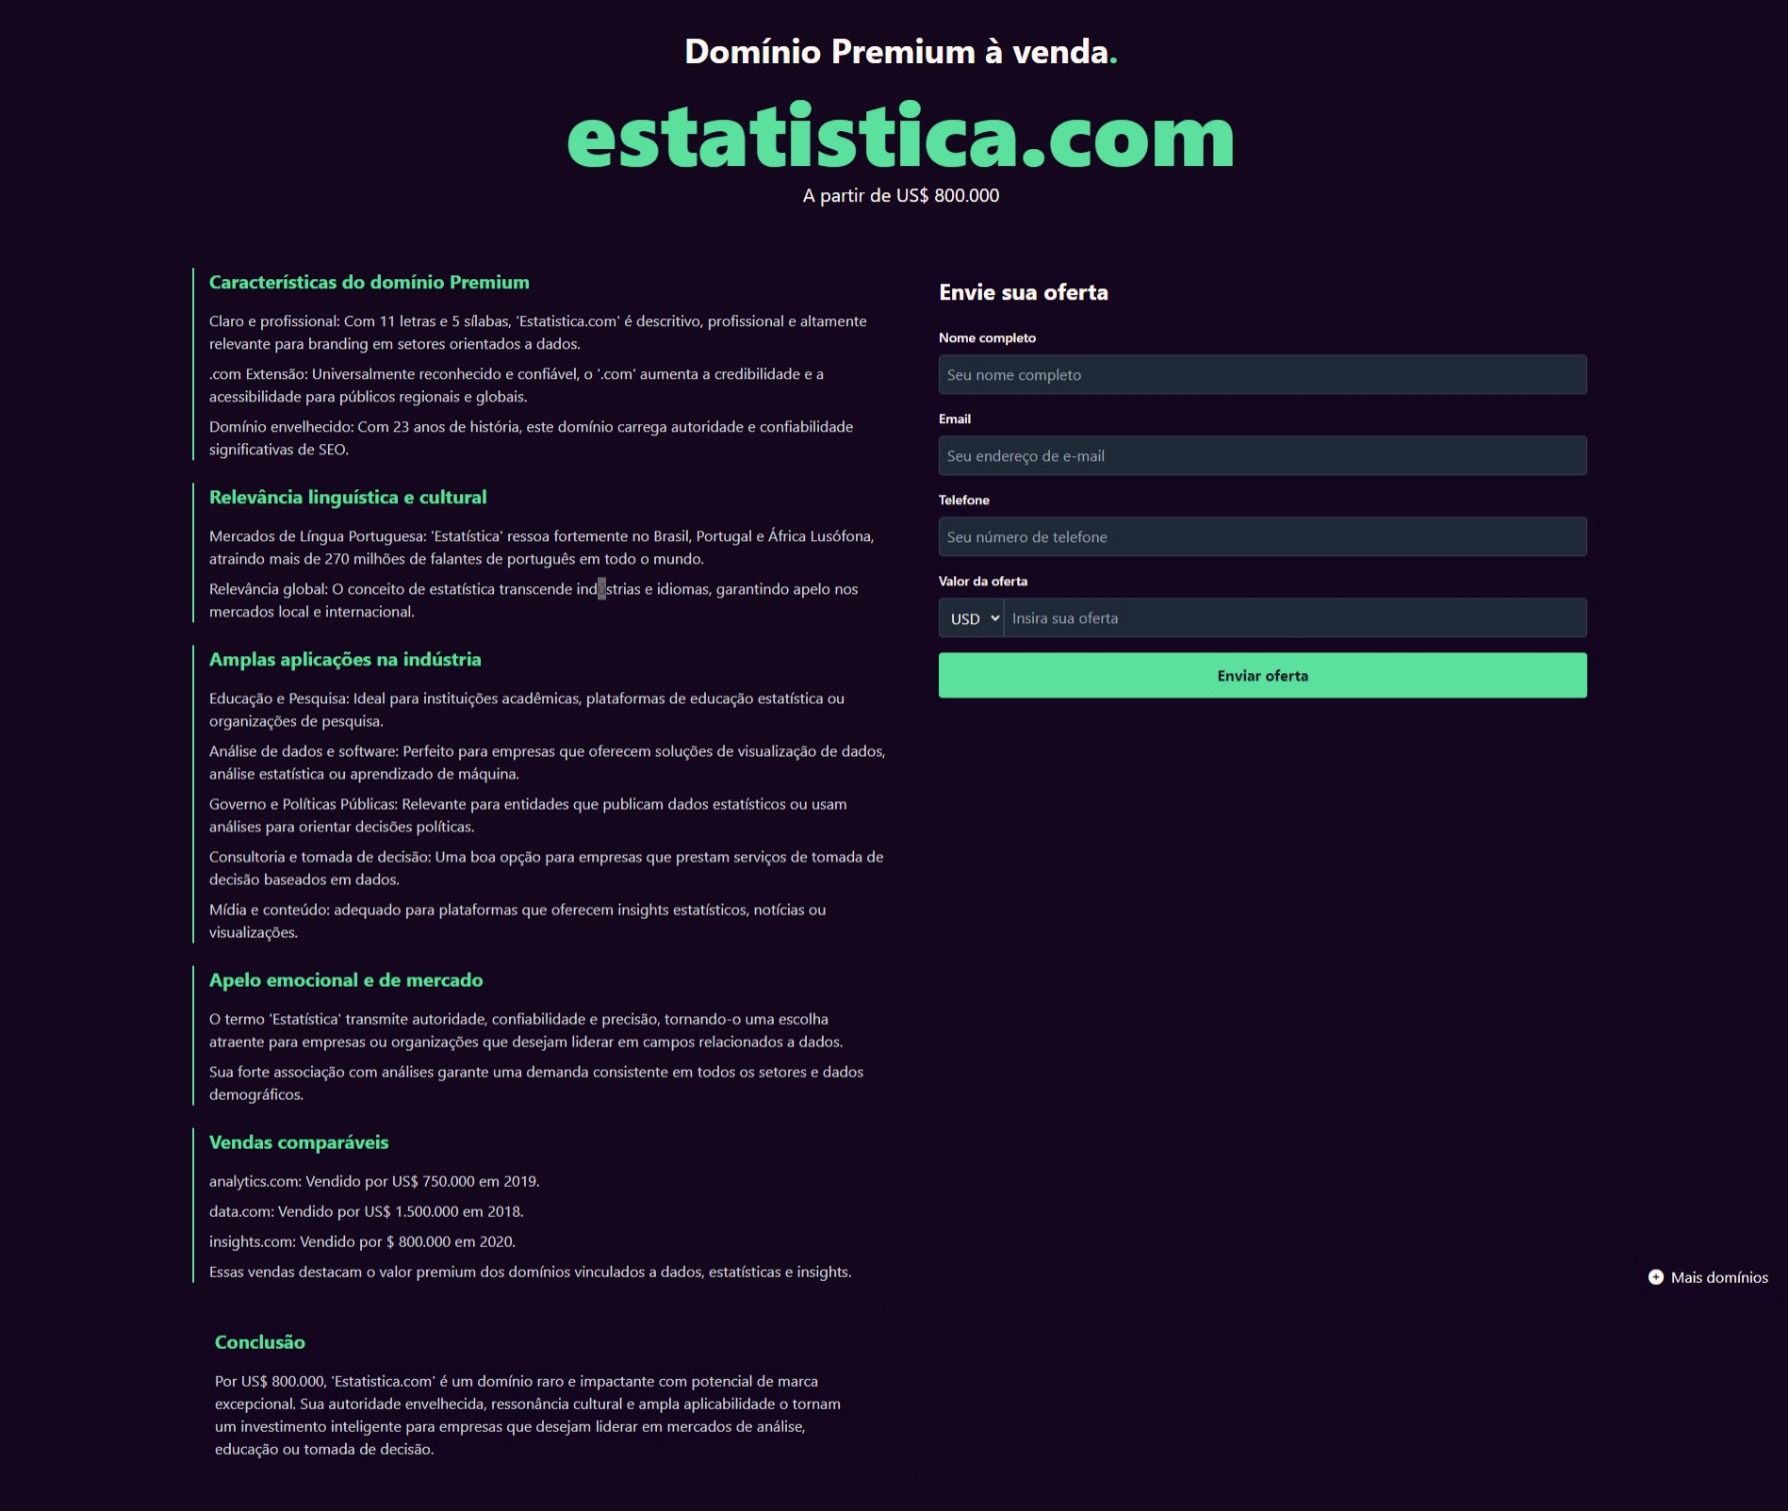 Domínio Premium à venda.
estatistica.com
A partir de US$ 800.000
Características do domínio Premium
Claro e profissional: Com 11 letras e 5 sílabas, 'Estatistica.com' é descritivo, profissional e altamente
relevante para branding em setores orientados a dados.
.com Extensão: Universalmente reconhecido e confiável, o '.com' aumenta a credibilidade e a
acessibilidade para públicos regionais e globais.
Domínio envelhecido: Com 23 anos de história, este domínio carrega autoridade e confiabilidade
significativas de SEO.
Relevância linguística e cultural
Mercados de Língua Portuguesa: 'Estatística' ressoa fortemente no Brasil, Portugal e África Lusófona,
atraindo mais de 270 milhões de falantes de português em todo o mundo.
Relevância global: O conceito de estatística transcende indústrias e idiomas, garantindo apelo nos
mercados local e internacional.
Amplas aplicações na indústria
Educação e Pesquisa: Ideal para instituições acadêmicas, plataformas de educação estatística ou
organizações de pesquisa.
Análise de dados e software: Perfeito para empresas que oferecem soluções de visualização de dados,
análise estatística ou aprendizado de máquina.
Governo e Políticas Públicas: Relevante para entidades que publicam dados estatísticos ou usam
análises para orientar decisões políticas.
Consultoria e tomada de decisão: Uma boa opção para empresas que prestam serviços de tomada de
decisão baseados em dados.
Mídia e conteúdo: adequado para plataformas que oferecem insights estatísticos, notícias ou
visualizações.
Apelo emocional e de mercado
O termo 'Estatística' transmite autoridade, confiabilidade e precisão, tornando-o uma escolha
atraente para empresas ou organizações que desejam liderar em campos relacionados a dados.
Sua forte associação com análises garante uma demanda consistente em todos os setores e dados
demográficos.
Vendas comparáveis
analytics.com: Vendido por US$ 750.000 em 2019.
data.com: Vendido por US$ 1.500.000 em 2018.
insights.com: Vendido por $ 800.000 em 2020.
Essas vendas destacam o valor premium dos domínios vinculados a dados, estatísticas e insights.
Conclusão
Por US$ 800.000, 'Estatistica.com' é um domínio raro e impactante com potencial de marca
excepcional. Sua autoridade envelhecida, ressonância cultural e ampla aplicabilidade o tornam
um investimento inteligente para empresas que desejam liderar em mercados de análise,
educação ou tomada de decisão.
Envie sua oferta
Nome completo
Seu nome completo
Email
Seu endereço de e-mail
Telefone
Seu número de telefone
Valor da oferta
USD Insira sua oferta
Enviar oferta
Mais domínios